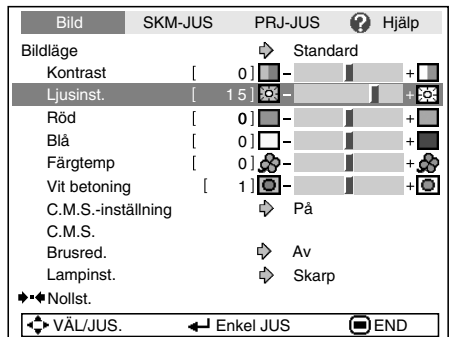 Bild SKM-JUS PRJ-JUS ? Hjälp
Bildläge Standard
Kontrast [ 0] - +
Ljusinst. [ 15] - +
Röd [ 0] - +
Blå [ 0] - +
Färgtemp [ 0] - +
Vit betoning [ 1] - +
C.M.S.-inställning På
C.M.S.
Brusred. Av
Lampinst. Skarp
Nollst.
VÄL/JUS. Enkel JUS END